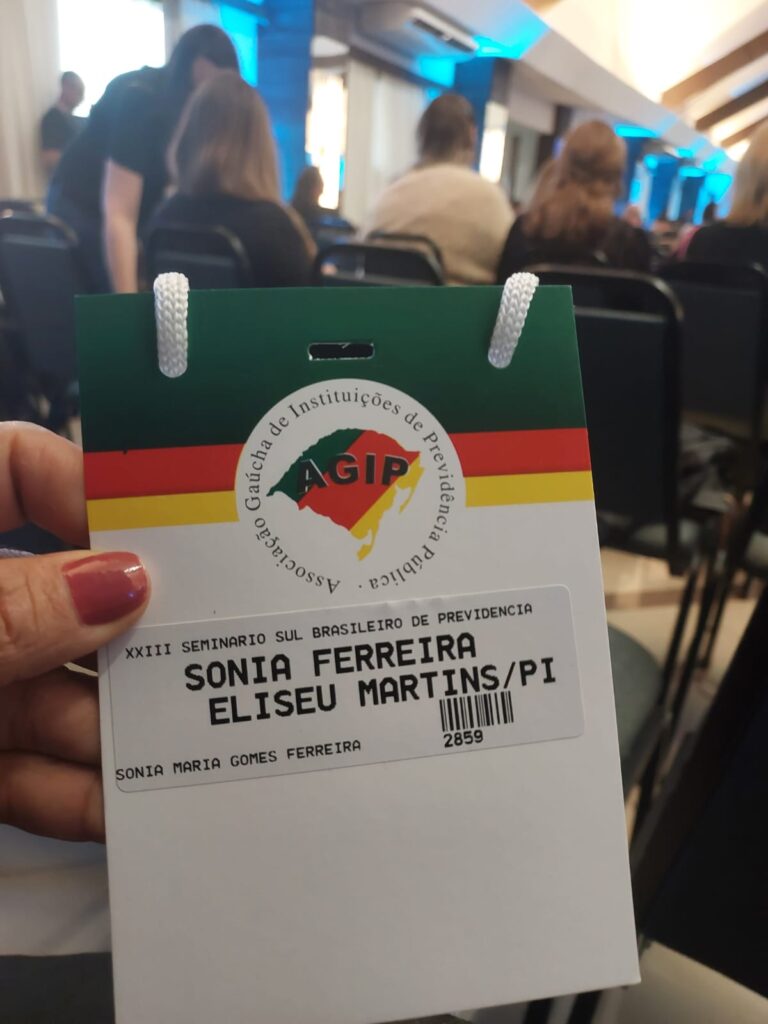 Associação Gaúcha de Instituições de Previdência Pública ·
AGIP
XXIII SEMINARIO SUL BRASILEIRO DE PREVIDENCIA
SONIA FERREIRA
ELISEU MARTINS/PI
2859
SONIA MARIA GOMES FERREIRA